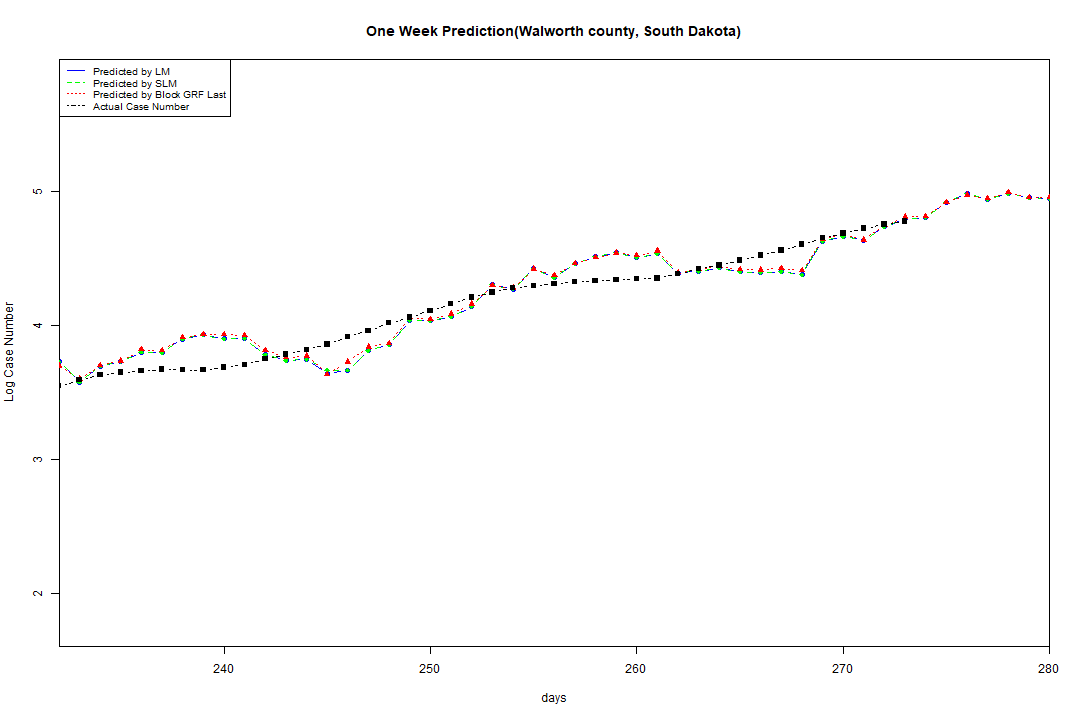 One Week Prediction(Walworth county, South Dakota)
Predicted by LM
Predicted by SLM
Predicted by Block GRF Last
Actual Case Number
5
4
3
2
Log Case Number
240 250 260 270 280
days